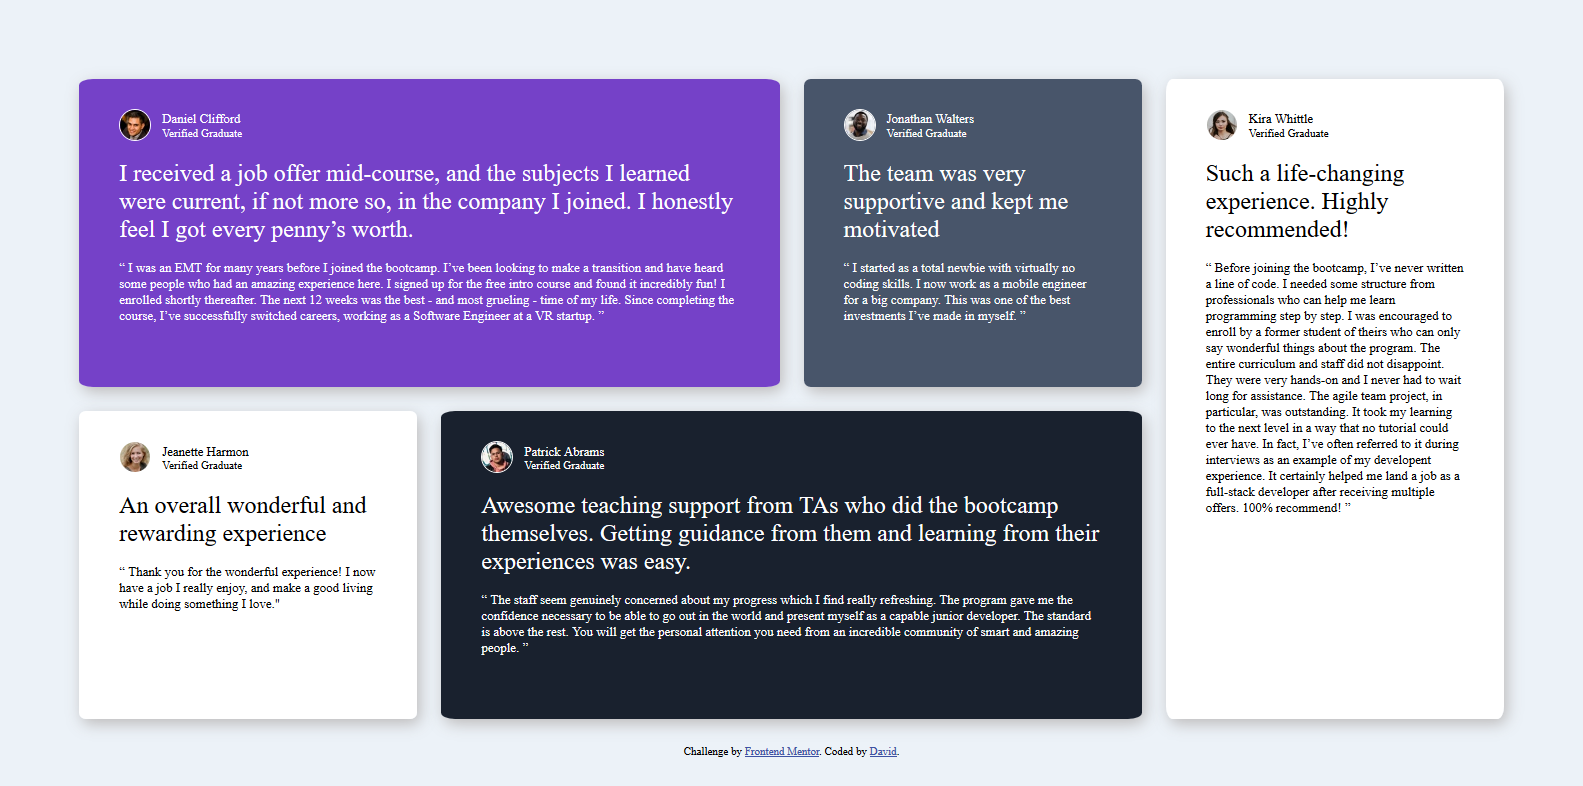 Daniel Clifford
Verified Graduate
I received a job offer mid-course, and the subjects I learned
were current, if not more so, in the company I joined. I honestly
feel I got every penny’s worth.
“ I was an EMT for many years before I joined the bootcamp. I’ve been looking to make a transition and have heard
some people who had an amazing experience here. I signed up for the free intro course and found it incredibly fun! I
enrolled shortly thereafter. The next 12 weeks was the best - and most grueling - time of my life. Since completing the
course, I’ve successfully switched careers, working as a Software Engineer at a VR startup. ”
Jonathan Walters
Verified Graduate
The team was very
supportive and kept me
motivated
“ I started as a total newbie with virtually no
coding skills. I now work as a mobile engineer
for a big company. This was one of the best
investments I’ve made in myself. ”
Kira Whittle
Verified Graduate
Such a life-changing
experience. Highly
recommended!
“ Before joining the bootcamp, I’ve never written
a line of code. I needed some structure from
professionals who can help me learn
programming step by step. I was encouraged to
enroll by a former student of theirs who can only
say wonderful things about the program. The
entire curriculum and staff did not disappoint.
They were very hands-on and I never had to wait
long for assistance. The agile team project, in
particular, was outstanding. It took my learning
to the next level in a way that no tutorial could
ever have. In fact, I’ve often referred to it during
interviews as an example of my developent
experience. It certainly helped me land a job as a
full-stack developer after receiving multiple
offers. 100% recommend! ”
Jeanette Harmon
Verified Graduate
An overall wonderful and
rewarding experience
“ Thank you for the wonderful experience! I now
have a job I really enjoy, and make a good living
while doing something I love."
Patrick Abrams
Verified Graduate
Awesome teaching support from TAs who did the bootcamp
themselves. Getting guidance from them and learning from their
experiences was easy.
“ The staff seem genuinely concerned about my progress which I find really refreshing. The program gave me the
confidence necessary to be able to go out in the world and present myself as a capable junior developer. The standard
is above the rest. You will get the personal attention you need from an incredible community of smart and amazing
people. ”
Challenge by Frontend Mentor. Coded by David.